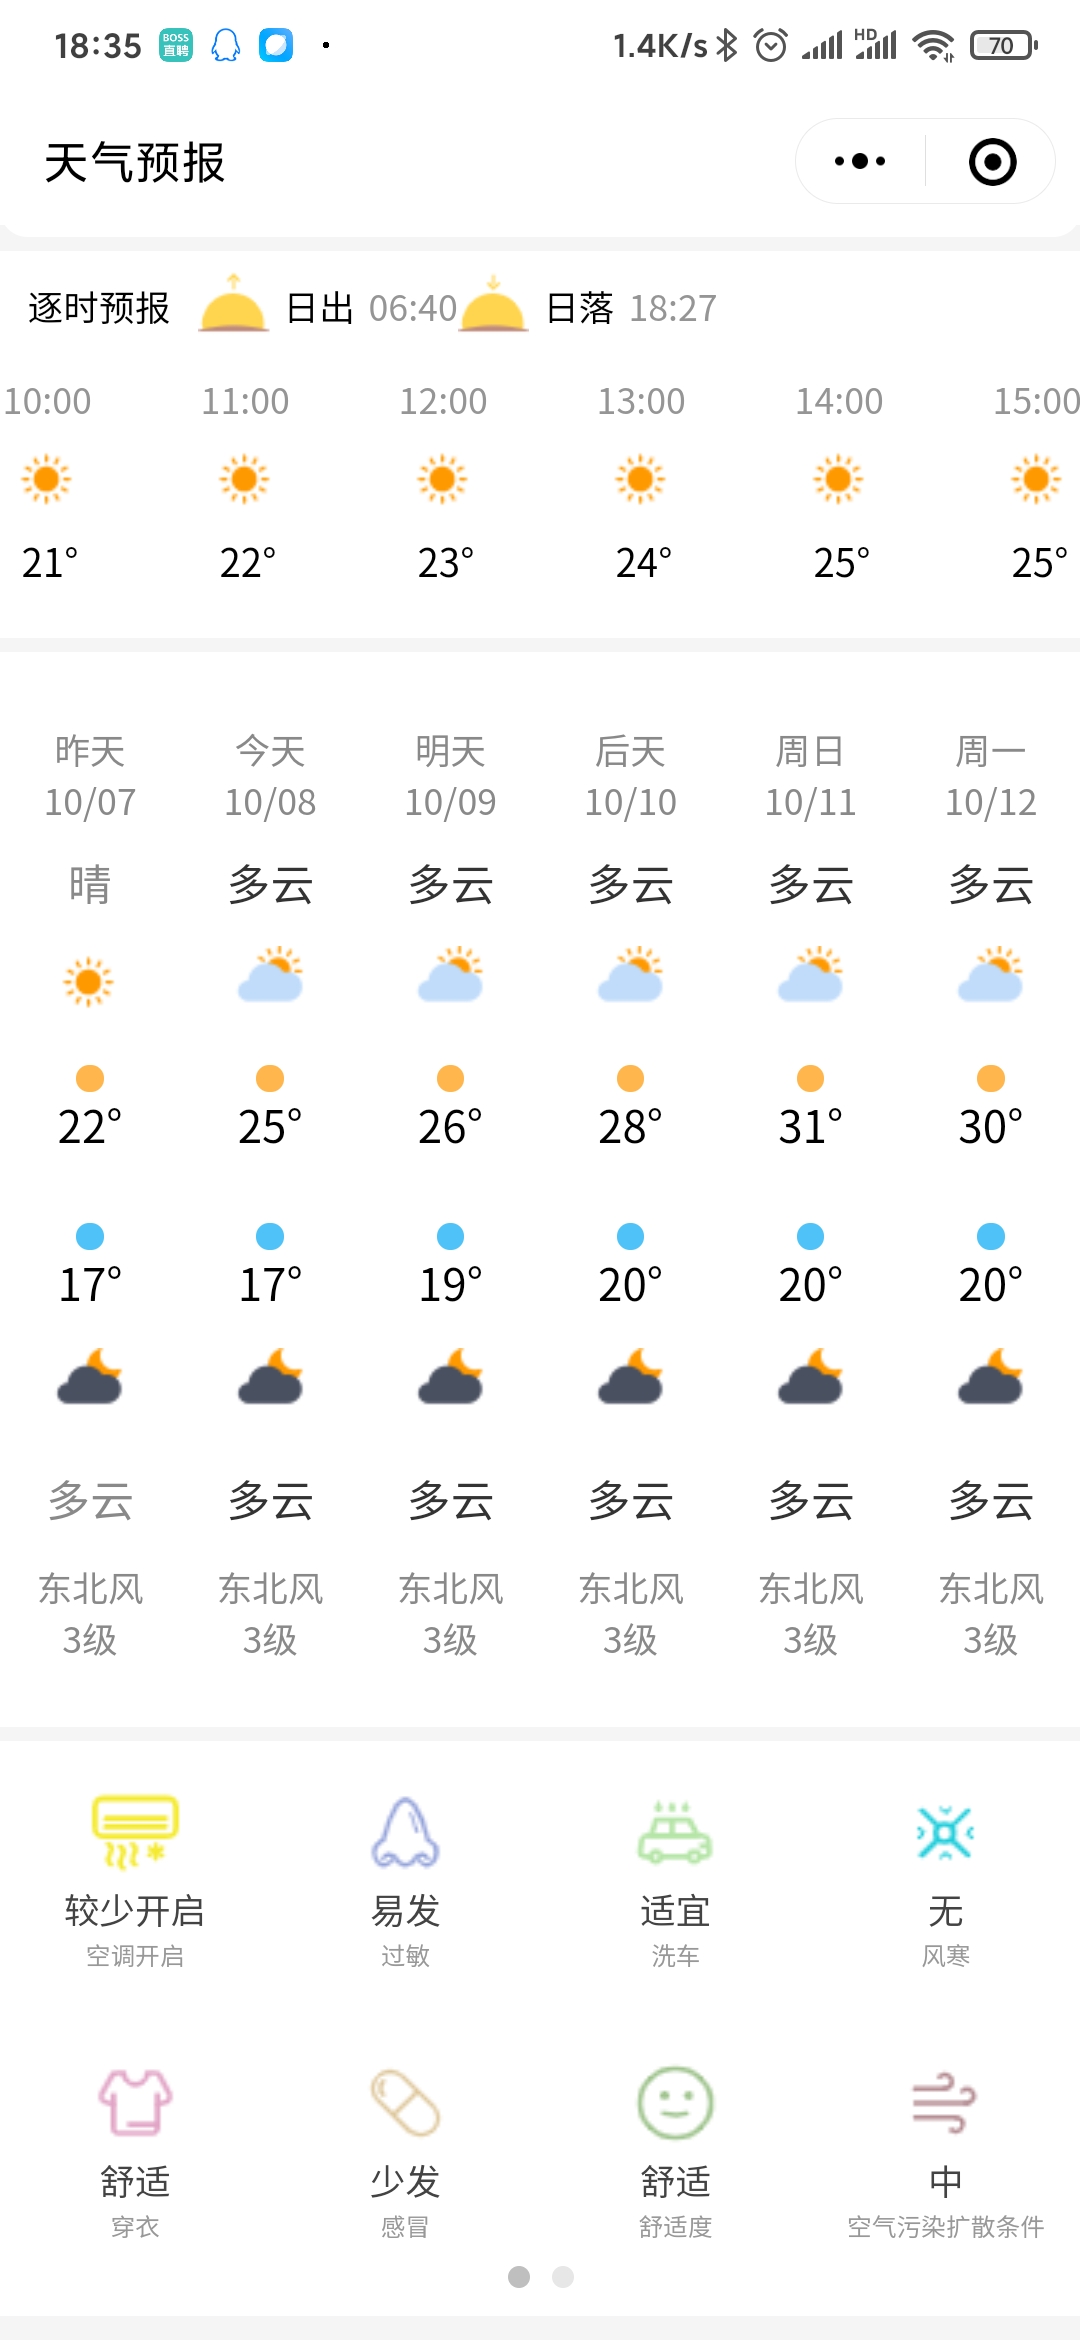 18:35 BOSS直聘 1.4K/s HD 70
天气预报
逐时预报 日出 06:40 日落 18:27
10:00 11:00 12:00 13:00 14:00 15:00
21° 22° 23° 24° 25° 25°
昨天 今天 明天 后天 周日 周一
10/07 10/08 10/09 10/10 10/11 10/12
晴 多云 多云 多云 多云 多云
22° 25° 26° 28° 31° 30°
17° 17° 19° 20° 20° 20°
多云 多云 多云 多云 多云 多云
东北风 东北风 东北风 东北风 东北风 东北风
3级 3级 3级 3级 3级 3级
较少开启 易发 适宜 无
空调开启 过敏 洗车 风寒
舒适 少发 舒适 中
穿衣 感冒 舒适度 空气污染扩散条件